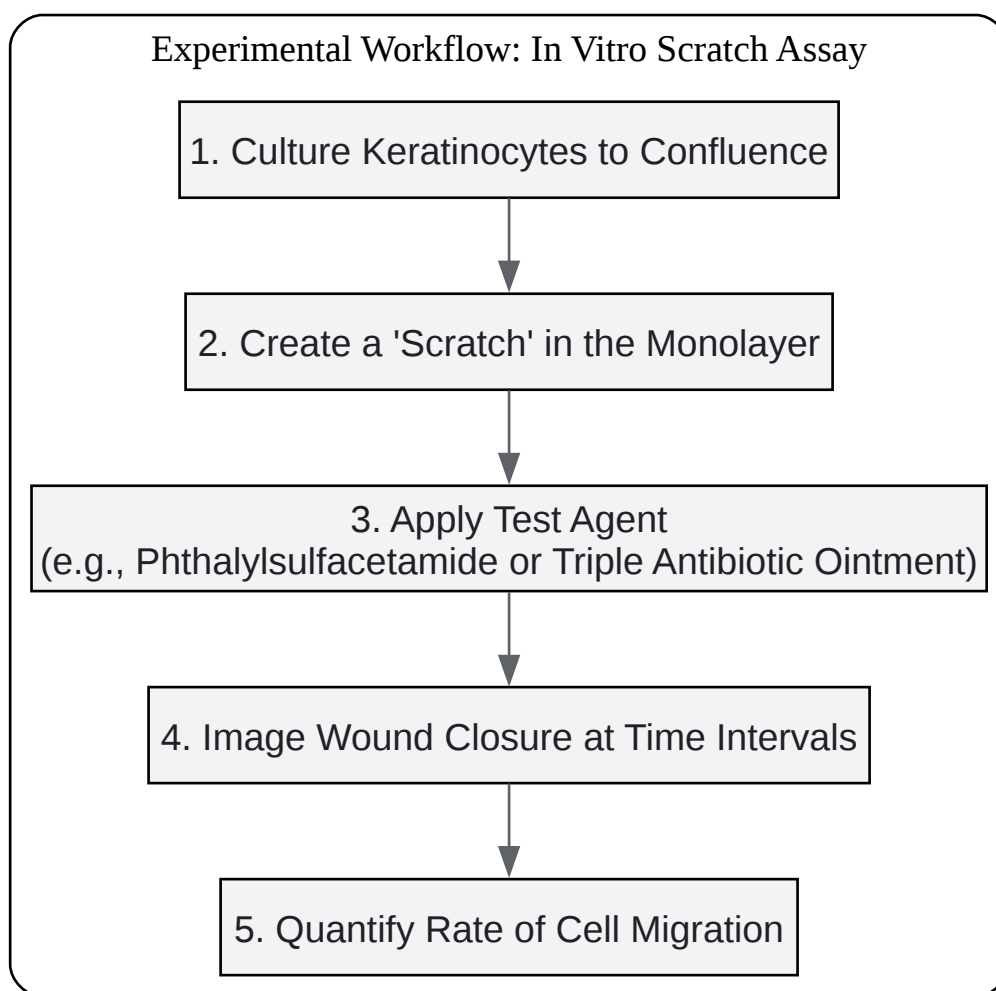 Experimental Workflow: In Vitro Scratch Assay
1. Culture Keratinocytes to Confluence
2. Create a 'Scratch' in the Monolayer
3. Apply Test Agent
(e.g., Phthalylsulfacetamide or Triple Antibiotic Ointment)
4. Image Wound Closure at Time Intervals
5. Quantify Rate of Cell Migration